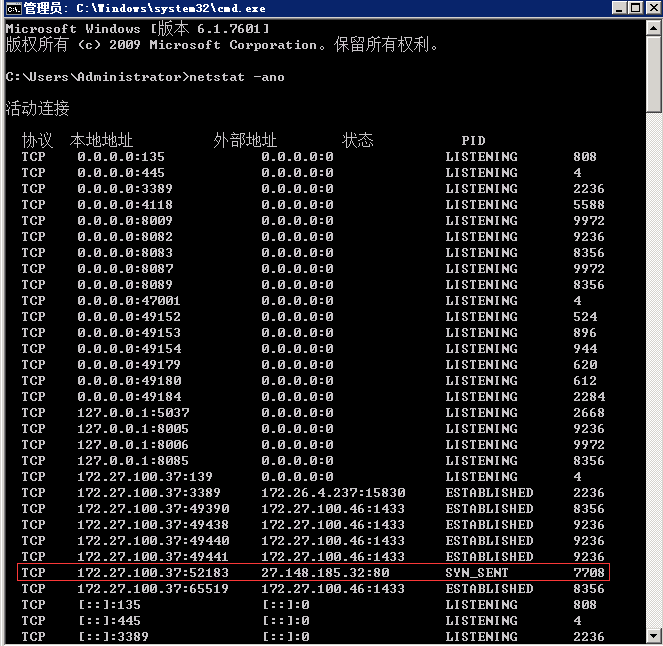 管理员: C:\Windows\system32\cmd.exe
Microsoft Windows [版本 6.1.7601]
版权所有 (c) 2009 Microsoft Corporation。保留所有权利。
C:\Users\Administrator>netstat -ano
活动连接
协议 本地地址 外部地址 状态 PID
TCP 0.0.0.0:135 0.0.0.0:0 LISTENING 808
TCP 0.0.0.0:445 0.0.0.0:0 LISTENING 4
TCP 0.0.0.0:3389 0.0.0.0:0 LISTENING 2236
TCP 0.0.0.0:4118 0.0.0.0:0 LISTENING 5588
TCP 0.0.0.0:8009 0.0.0.0:0 LISTENING 9972
TCP 0.0.0.0:8082 0.0.0.0:0 LISTENING 9236
TCP 0.0.0.0:8083 0.0.0.0:0 LISTENING 8356
TCP 0.0.0.0:8087 0.0.0.0:0 LISTENING 9972
TCP 0.0.0.0:8089 0.0.0.0:0 LISTENING 8356
TCP 0.0.0.0:47001 0.0.0.0:0 LISTENING 4
TCP 0.0.0.0:49152 0.0.0.0:0 LISTENING 524
TCP 0.0.0.0:49153 0.0.0.0:0 LISTENING 896
TCP 0.0.0.0:49154 0.0.0.0:0 LISTENING 944
TCP 0.0.0.0:49179 0.0.0.0:0 LISTENING 620
TCP 0.0.0.0:49180 0.0.0.0:0 LISTENING 612
TCP 0.0.0.0:49184 0.0.0.0:0 LISTENING 2284
TCP 127.0.0.1:5037 0.0.0.0:0 LISTENING 2668
TCP 127.0.0.1:8005 0.0.0.0:0 LISTENING 9236
TCP 127.0.0.1:8006 0.0.0.0:0 LISTENING 9972
TCP 127.0.0.1:8085 0.0.0.0:0 LISTENING 8356
TCP 172.27.100.37:139 0.0.0.0:0 LISTENING 4
TCP 172.27.100.37:3389 172.26.4.237:15830 ESTABLISHED 2236
TCP 172.27.100.37:49390 172.27.100.46:1433 ESTABLISHED 8356
TCP 172.27.100.37:49438 172.27.100.46:1433 ESTABLISHED 9236
TCP 172.27.100.37:49440 172.27.100.46:1433 ESTABLISHED 9236
TCP 172.27.100.37:49441 172.27.100.46:1433 ESTABLISHED 9236
TCP 172.27.100.37:52183 27.148.185.32:80 SYN_SENT 7708
TCP 172.27.100.37:65519 172.27.100.46:1433 ESTABLISHED 8356
TCP [::]:135 [::]:0 LISTENING 808
TCP [::]:445 [::]:0 LISTENING 4
TCP [::]:3389 [::]:0 LISTENING 2236